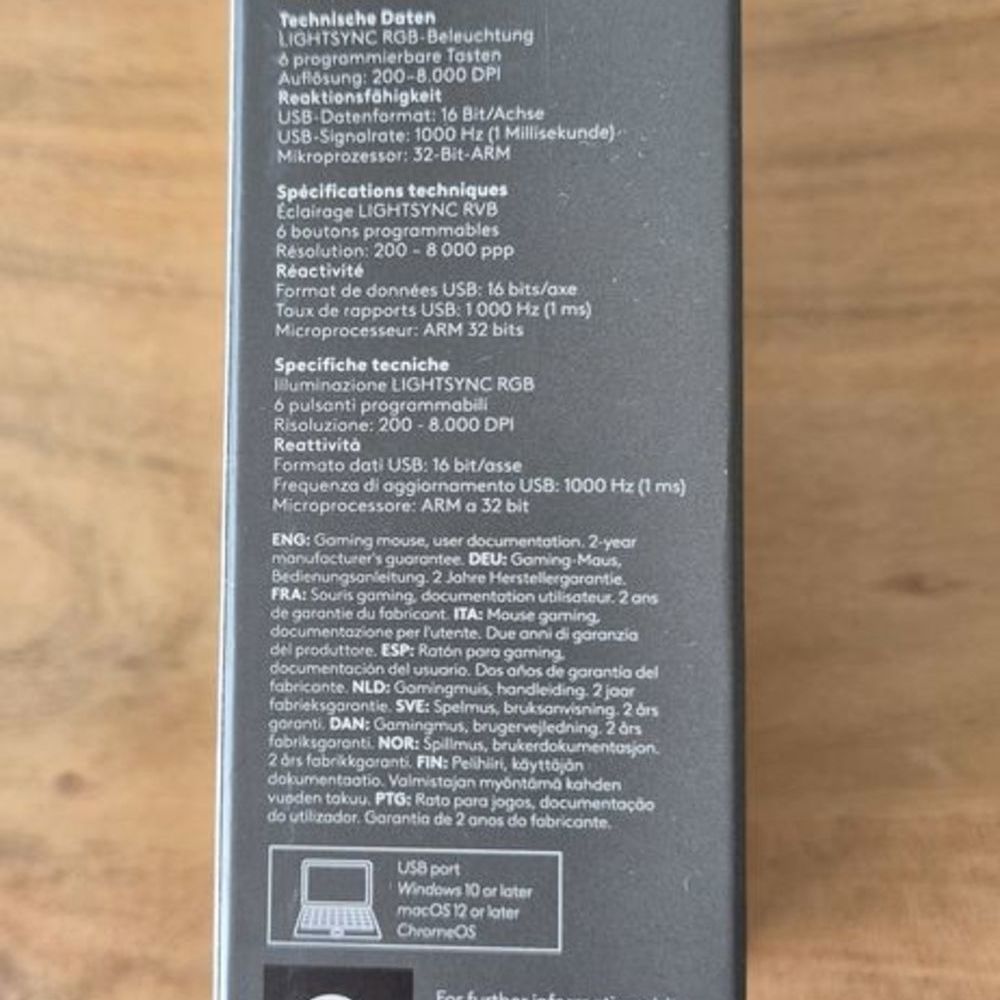 Technische Daten
LIGHTSYNC RGB-Beleuchtung
6 programmierbare Tasten
Auflösung: 200-8.000 DPI
Reaktionsfähigkeit
USB-Datenformat: 16 Bit/Achse
USB-Signalrate: 1000 Hz (1 Millisekunde)
Mikroprozessor: 32-Bit-ARM
Spécifications techniques
Éclairage LIGHTSYNC RVB
6 boutons programmables
Résolution: 200 - 8 000 ppp
Réactivité
Format de données USB: 16 bits/axe
Taux de rapports USB: 1 000 Hz (1 ms)
Microprocesseur: ARM 32 bits
Specifiche tecniche
Illuminazione LIGHTSYNC RGB
6 pulsanti programmabili
Risoluzione: 200 - 8.000 DPI
Reattività
Formato dati USB: 16 bit/asse
Frequenza di aggiornamento USB: 1000 Hz (1 ms)
Microprocessore: ARM a 32 bit
ENG: Gaming mouse, user documentation. 2-year
manufacturer's guarantee. DEU: Gaming-Maus,
Bedienungsanleitung. 2 Jahre Herstellergarantie.
FRA: Souris gaming, documentation utilisateur. 2 ans
de garantie du fabricant. ITA: Mouse gaming,
documentazione per l'utente. Due anni di garanzia
del produttore. ESP: Ratón para gaming,
documentación del usuario. Dos años de garantía del
fabricante. NLD: Gamingmuis, handleiding. 2 jaar
fabrieksgarantie. SVE: Spelmus, bruksanvisning. 2 års
garanti. DAN: Gamingmus, brugervejledning. 2 års
fabriksgaranti. NOR: Spillmus, brukerdokumentasjon.
2 års fabrikkgaranti. FIN: Pelihiiri, käyttäjän
dokumentaatio. Valmistajan myöntämä kahden
vuoden takuu. PTG: Rato para jogos, documentação
do utilizador. Garantia de 2 anos do fabricante.
USB port
Windows 10 or later
macOS 12 or later
ChromeOS
For further information